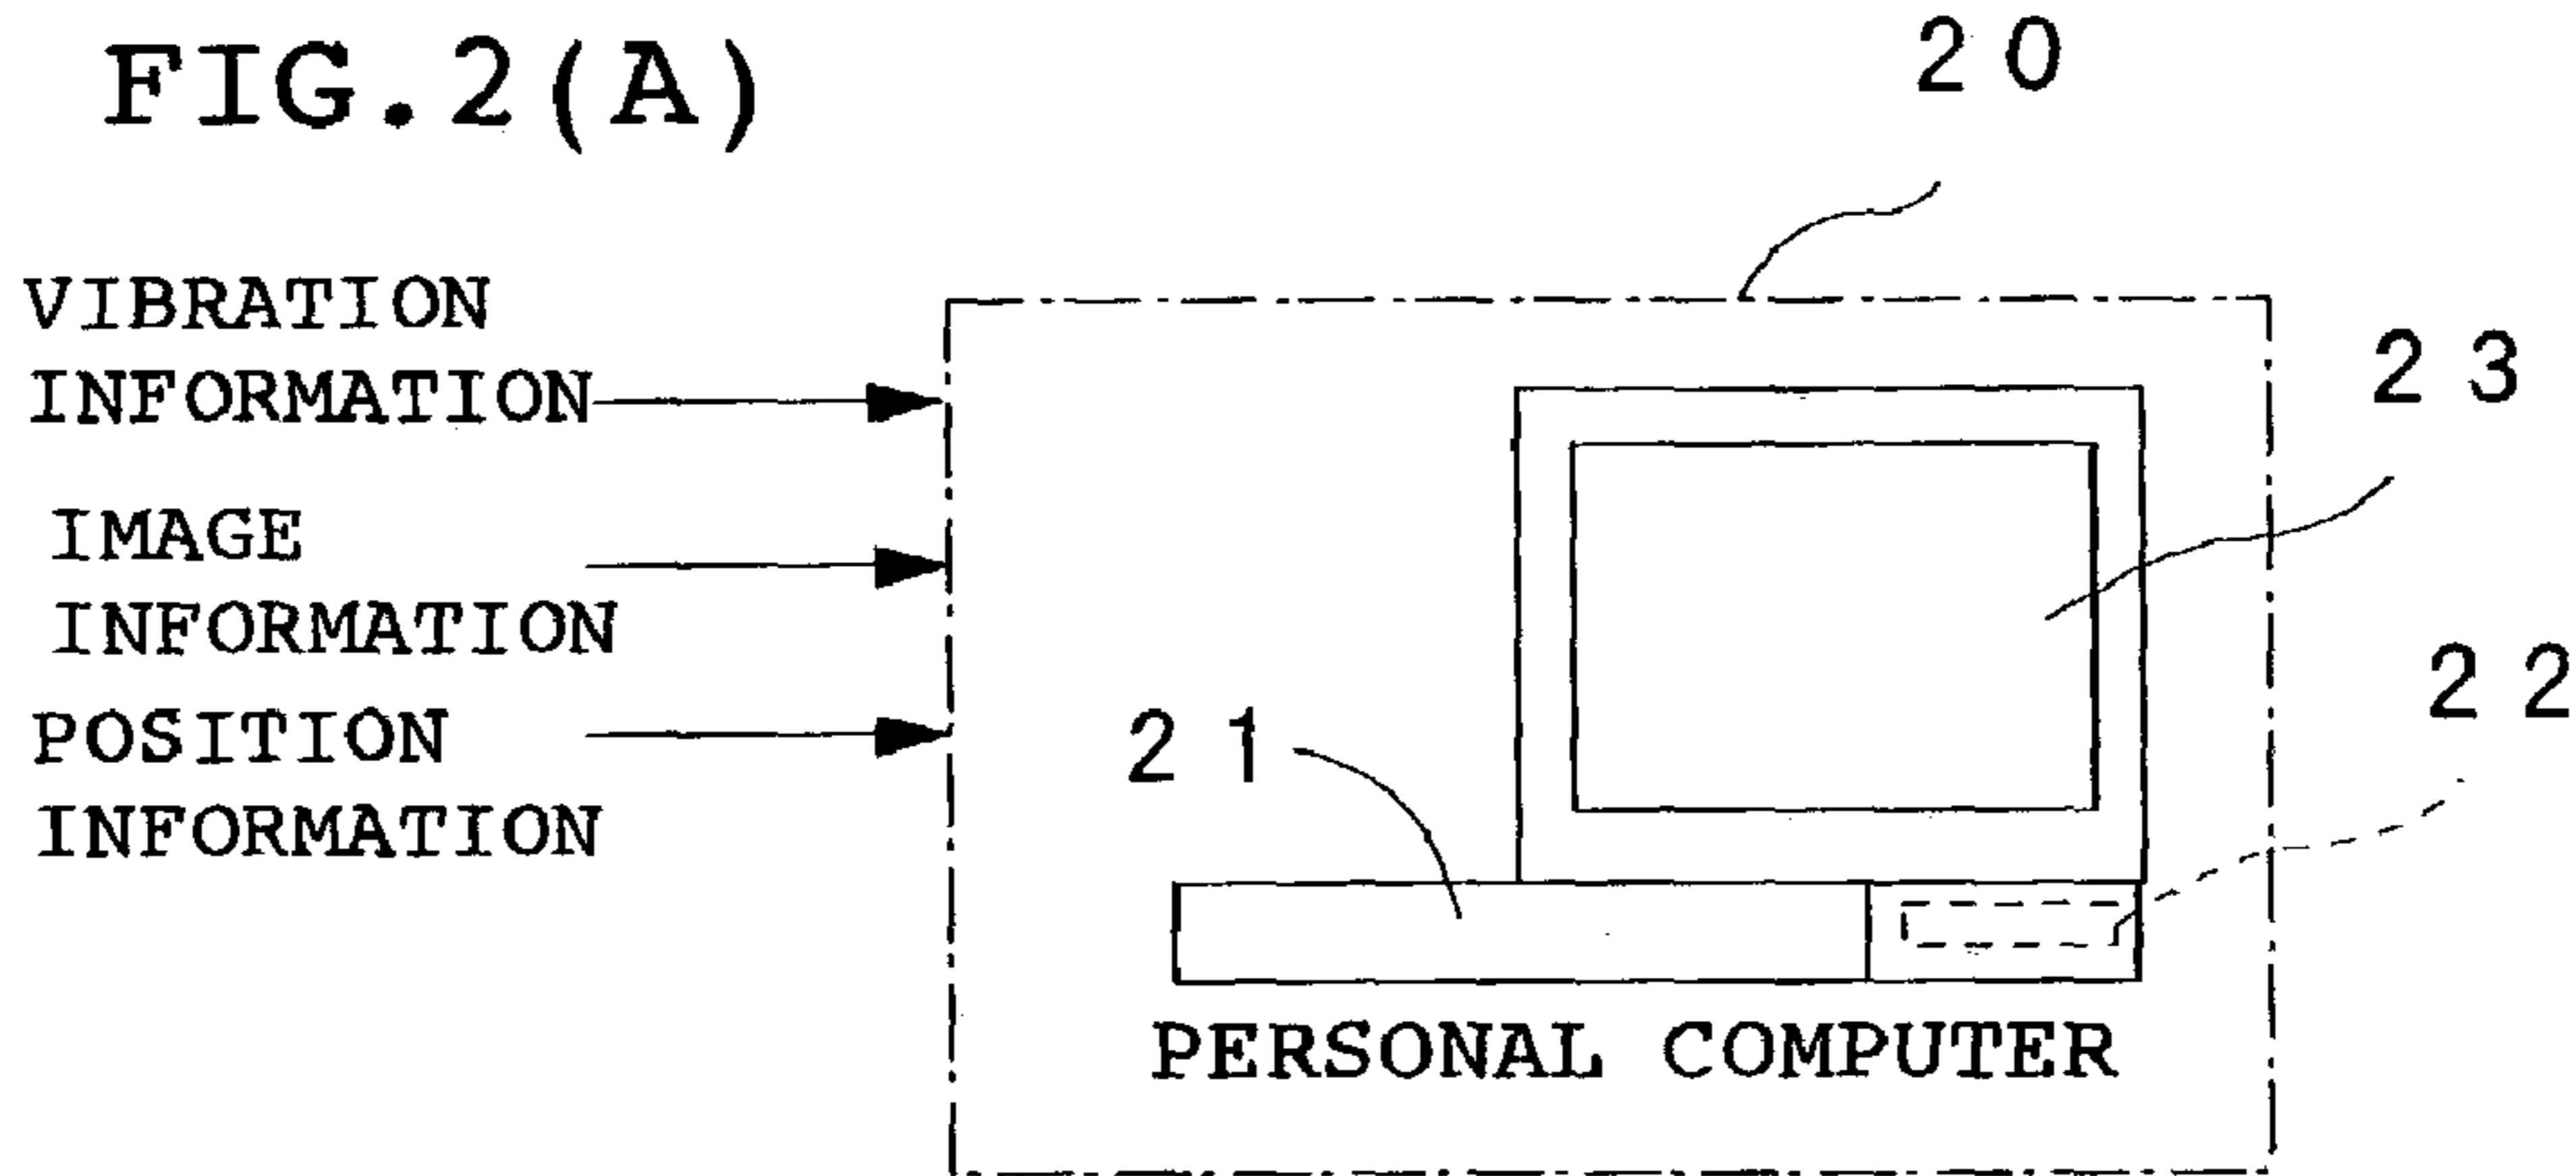 FIG.2(A)
20
VIBRATION
INFORMATION
23
IMAGE
INFORMATION
22
POSITION
INFORMATION
21
PERSONAL COMPUTER